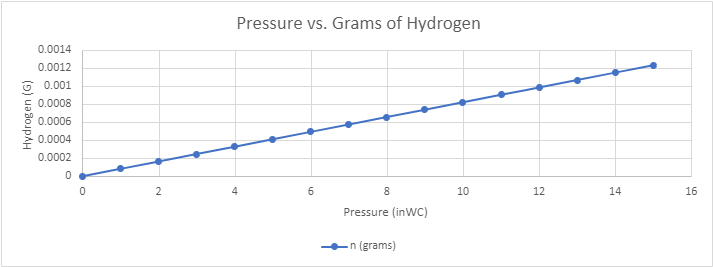 Pressure vs. Grams of Hydrogen
Hydrogen (G)
0.0014
0.0012
0.001
0.0008
0.0006
0.0004
0.0002
0
0 2 4 6 8 10 12 14 16
Pressure (inWC)
n (grams)